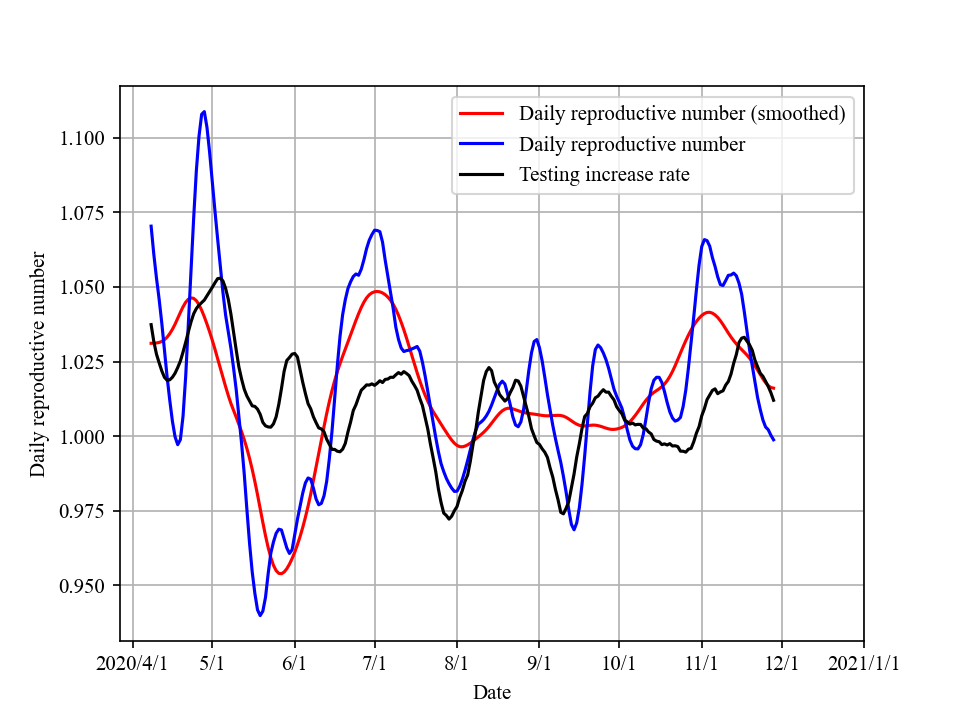 Daily reproductive number (smoothed)
Daily reproductive number
Testing increase rate
Daily reproductive number
1.100
1.075
1.050
1.025
1.000
0.975
0.950
2020/4/1 5/1 6/1 7/1 8/1 9/1 10/1 11/1 12/1 2021/1/1
Date